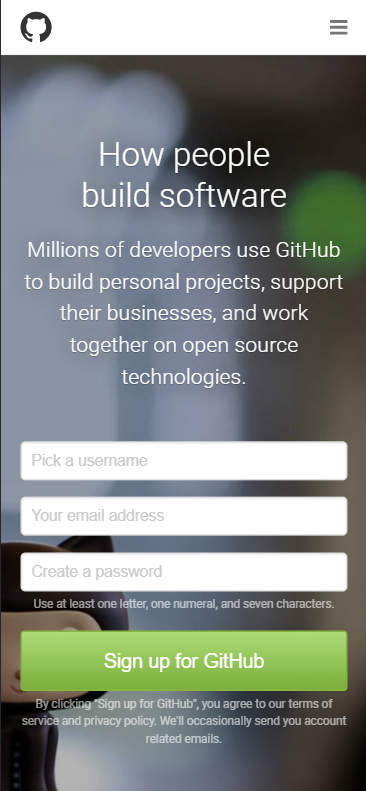 How people
build software
Millions of developers use GitHub
to build personal projects, support
their businesses, and work
together on open source
technologies.
Pick a username
Your email address
Create a password
Use at least one letter, one numeral, and seven characters.
Sign up for GitHub
By clicking "Sign up for GitHub", you agree to our terms of
service and privacy policy. We'll occasionally send you account
related emails.